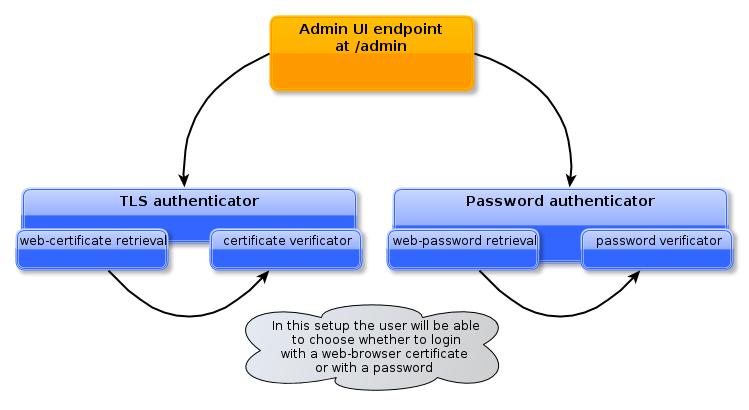 Admin UI endpoint
at /admin
TLS authenticator
Password authenticator
web-certificate retrieval
certificate verificator
web-password retrieval
password verificator
In this setup the user will be able
to choose whether to login
with a web-browser certificate
or with a password